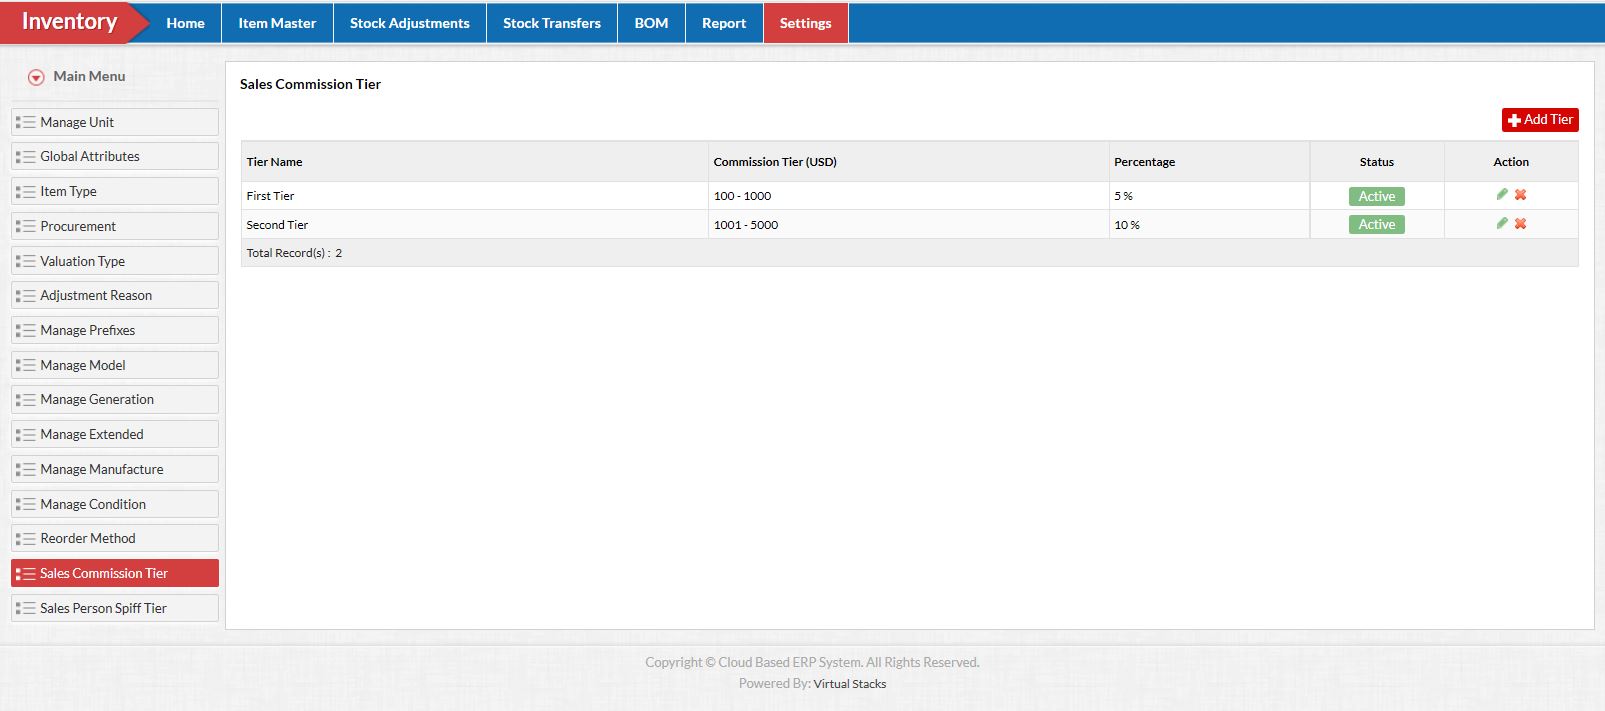 Inventory Home Item Master Stock Adjustments Stock Transfers BOM Report Settings
Main Menu
Manage Unit
Global Attributes
Item Type
Procurement
Valuation Type
Adjustment Reason
Manage Prefixes
Manage Model
Manage Generation
Manage Extended
Manage Manufacture
Manage Condition
Reorder Method
Sales Commission Tier
Sales Person Spiff Tier
Sales Commission Tier
Add Tier
Tier Name Commission Tier (USD) Percentage Status Action
First Tier 100 - 1000 5 % Active
Second Tier 1001 - 5000 10 % Active
Total Record(s) : 2
Copyright © Cloud Based ERP System. All Rights Reserved.
Powered By: Virtual Stacks